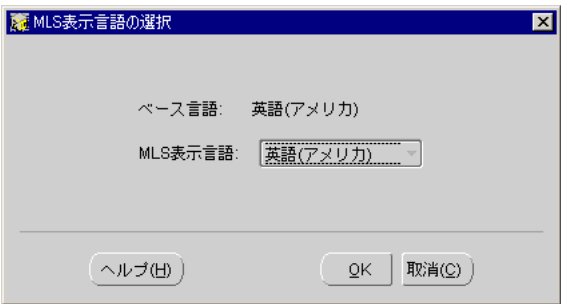 MLS表示言語の選択
ベース言語: 英語(アメリカ)
MLS表示言語: 英語(アメリカ)
ヘルプ(H) OK 取消(C)